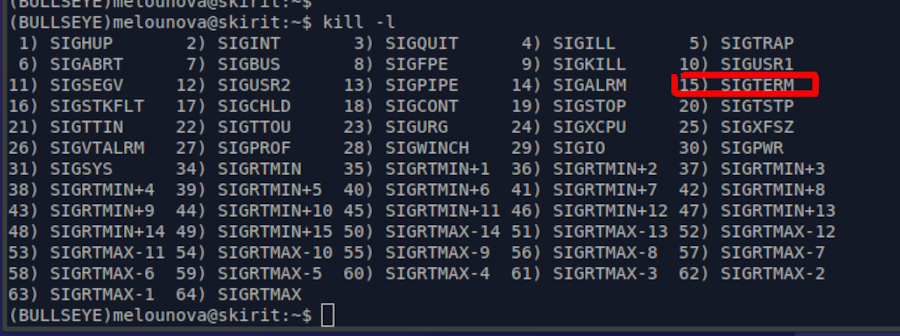 (BULLSEYE)melounova@skirit:~$
(BULLSEYE)melounova@skirit:~$ kill -l
 1) SIGHUP       2) SIGINT       3) SIGQUIT      4) SIGILL       5) SIGTRAP
 6) SIGABRT      7) SIGBUS       8) SIGFPE       9) SIGKILL     10) SIGUSR1
11) SIGSEGV     12) SIGUSR2     13) SIGPIPE     14) SIGALRM     15) SIGTERM
16) SIGSTKFLT   17) SIGCHLD     18) SIGCONT     19) SIGSTOP     20) SIGTSTP
21) SIGTTIN     22) SIGTTOU     23) SIGURG      24) SIGXCPU     25) SIGXFSZ
26) SIGVTALRM   27) SIGPROF     28) SIGWINCH    29) SIGIO       30) SIGPWR
31) SIGSYS      34) SIGRTMIN    35) SIGRTMIN+1  36) SIGRTMIN+2  37) SIGRTMIN+3
38) SIGRTMIN+4  39) SIGRTMIN+5  40) SIGRTMIN+6  41) SIGRTMIN+7  42) SIGRTMIN+8
43) SIGRTMIN+9  44) SIGRTMIN+10 45) SIGRTMIN+11 46) SIGRTMIN+12 47) SIGRTMIN+13
48) SIGRTMIN+14 49) SIGRTMIN+15 50) SIGRTMAX-14 51) SIGRTMAX-13 52) SIGRTMAX-12
53) SIGRTMAX-11 54) SIGRTMAX-10 55) SIGRTMAX-9  56) SIGRTMAX-8  57) SIGRTMAX-7
58) SIGRTMAX-6  59) SIGRTMAX-5  60) SIGRTMAX-4  61) SIGRTMAX-3  62) SIGRTMAX-2
63) SIGRTMAX-1  64) SIGRTMAX
(BULLSEYE)melounova@skirit:~$